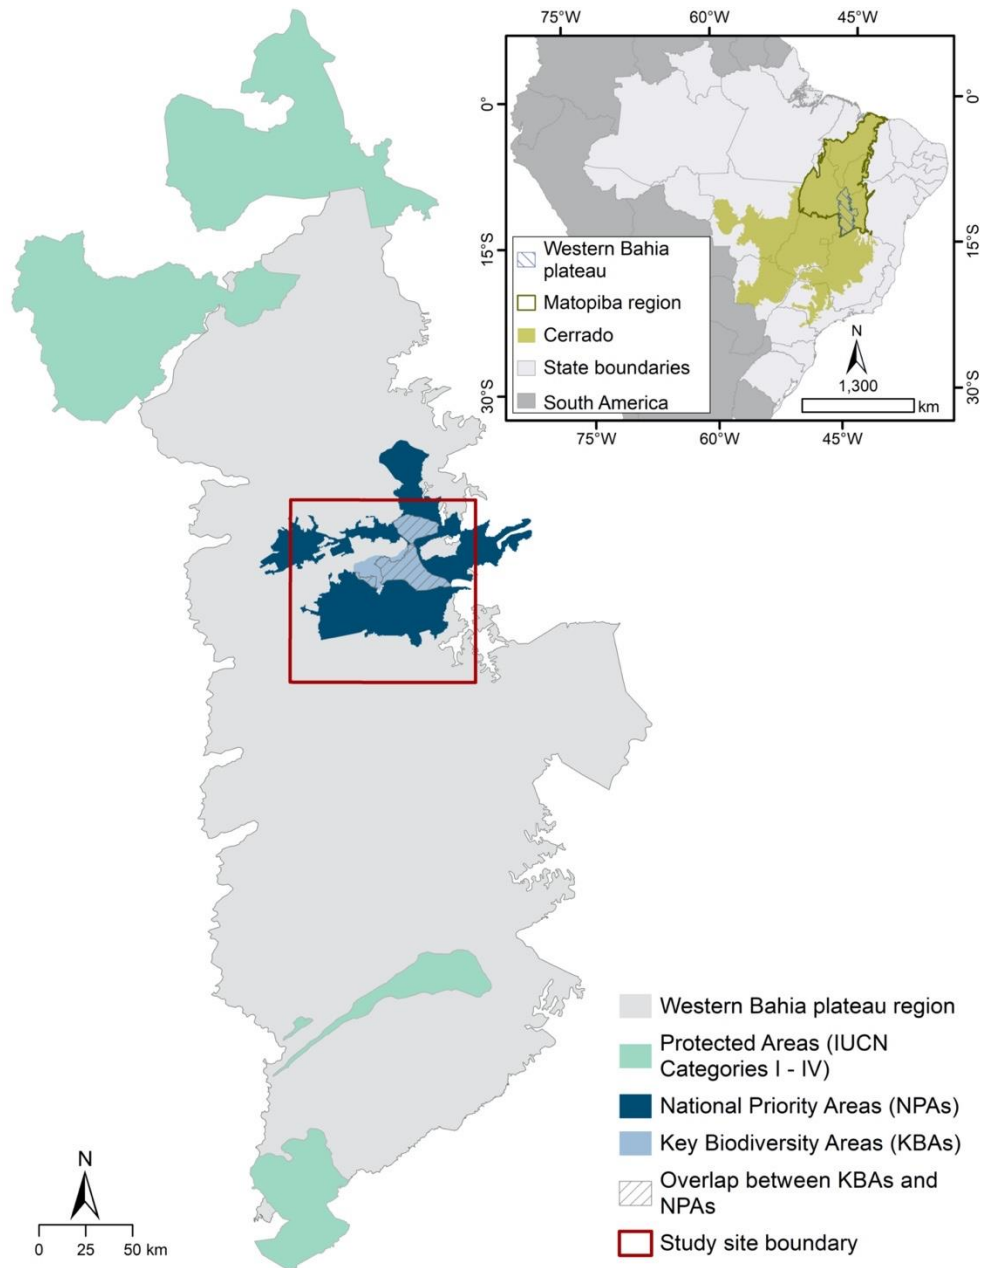 75°W 60°W 45°W
0° 0°
15°S 15°S
30°S 30°S
75°W 60°W 45°W
Western Bahia
plateau
Matopiba region
Cerrado
State boundaries
South America
N
1,300
km
Western Bahia plateau region
Protected Areas (IUCN
Categories I - IV)
National Priority Areas (NPAs)
Key Biodiversity Areas (KBAs)
Overlap between KBAs and
NPAs
Study site boundary
N
0 25 50 km